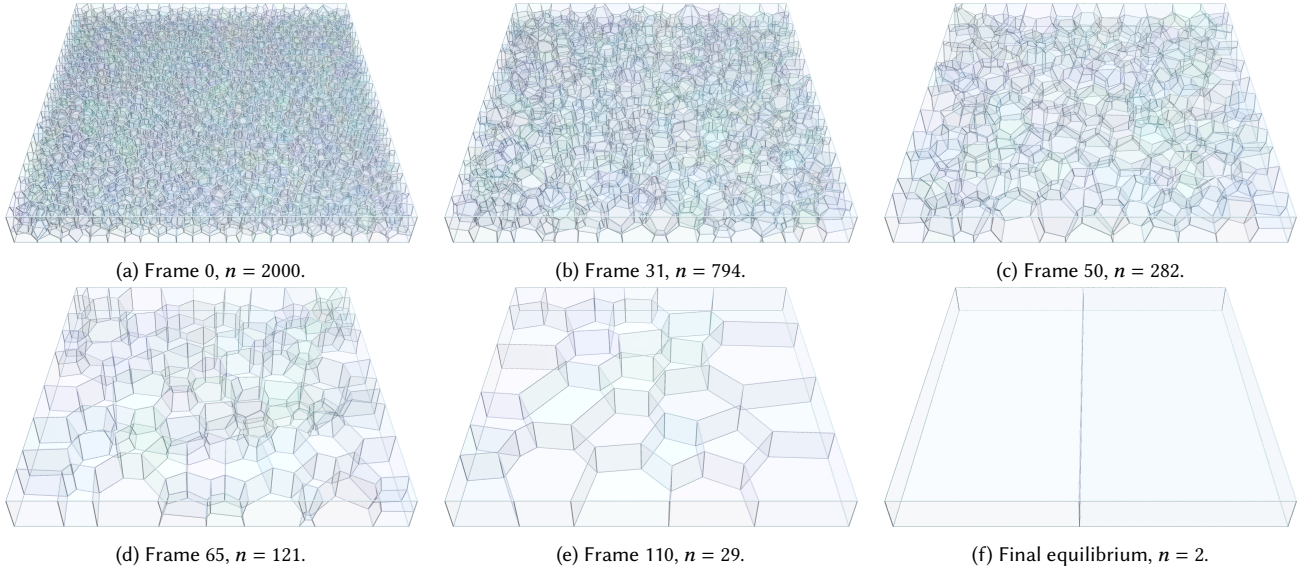 (a) Frame 0, n = 2000.
(b) Frame 31, n = 794.
(c) Frame 50, n = 282.
(d) Frame 65, n = 121.
(e) Frame 110, n = 29.
(f) Final equilibrium, n = 2.